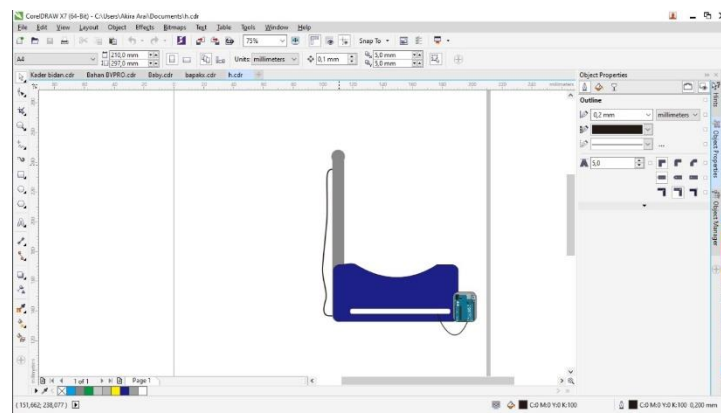 CorelDRAW X7 (64-Bit) - C:\Users\Akira Aral\Documents\h.cdr
File Edit View Layout Object Effects Bitmaps Text Table Tools Window Help
75% Snap To
A4 210,0 mm 297,0 mm Units: millimeters 0,1 mm 5,0 mm 5,0 mm
Kader bidan.cdr Bahan BYPRO.cdr Baby.cdr bapaks.cdr h.cdr
millimeters
Object Properties
Outline
0,2 mm millimeters
5,0
Hints
Object Properties
Object Manager
1 of 1 Page 1
(151,662; 238,077)
C:0 M:0 Y:0 K:100
C:0 M:0 Y:0 K:100 0,200 mm